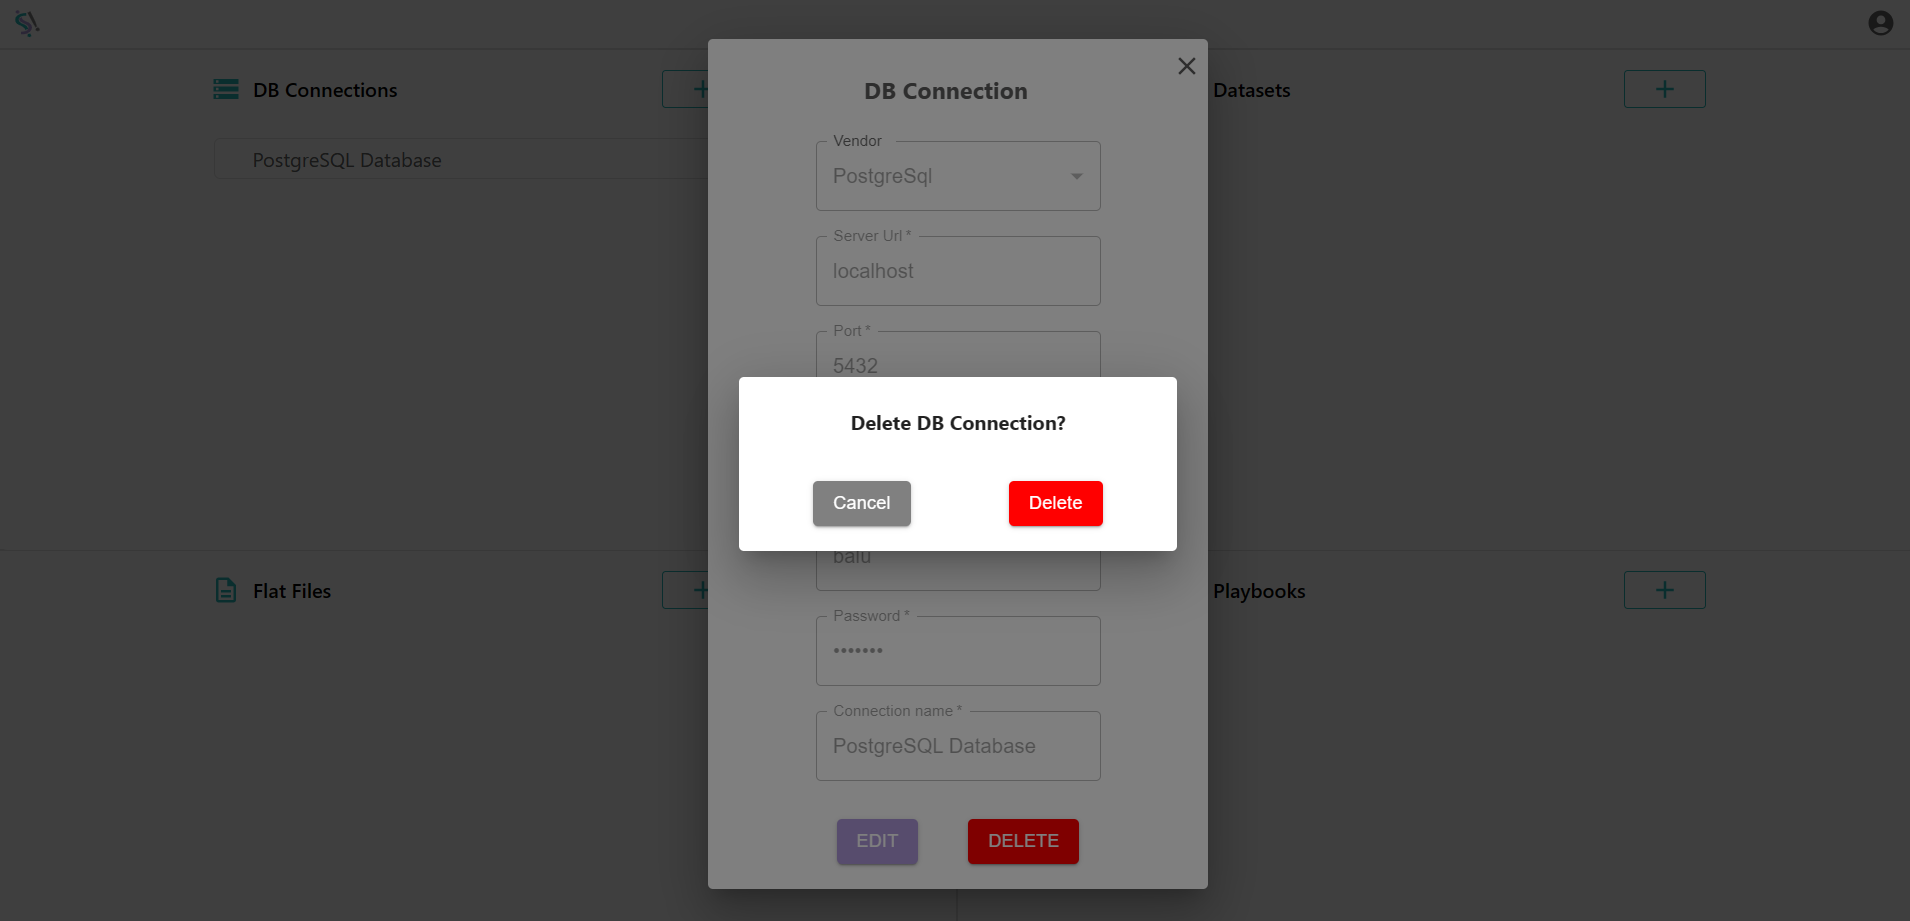 DB Connections
PostgreSQL Database
Datasets
Flat Files
Playbooks
DB Connection
Vendor
PostgreSql
Server Url *
localhost
Port *
5432
Delete DB Connection?
Cancel
Delete
balu
Password *
•••••••
Connection name *
PostgreSQL Database
EDIT
DELETE